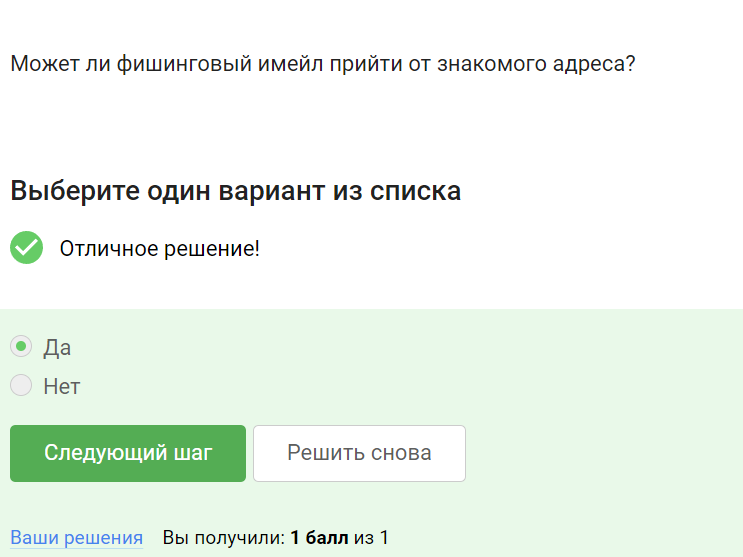 Может ли фишинговый имейл прийти от знакомого адреса?
Выберите один вариант из списка
Отличное решение!
Да
Нет
Следующий шаг Решить снова
Ваши решения Вы получили: 1 балл из 1